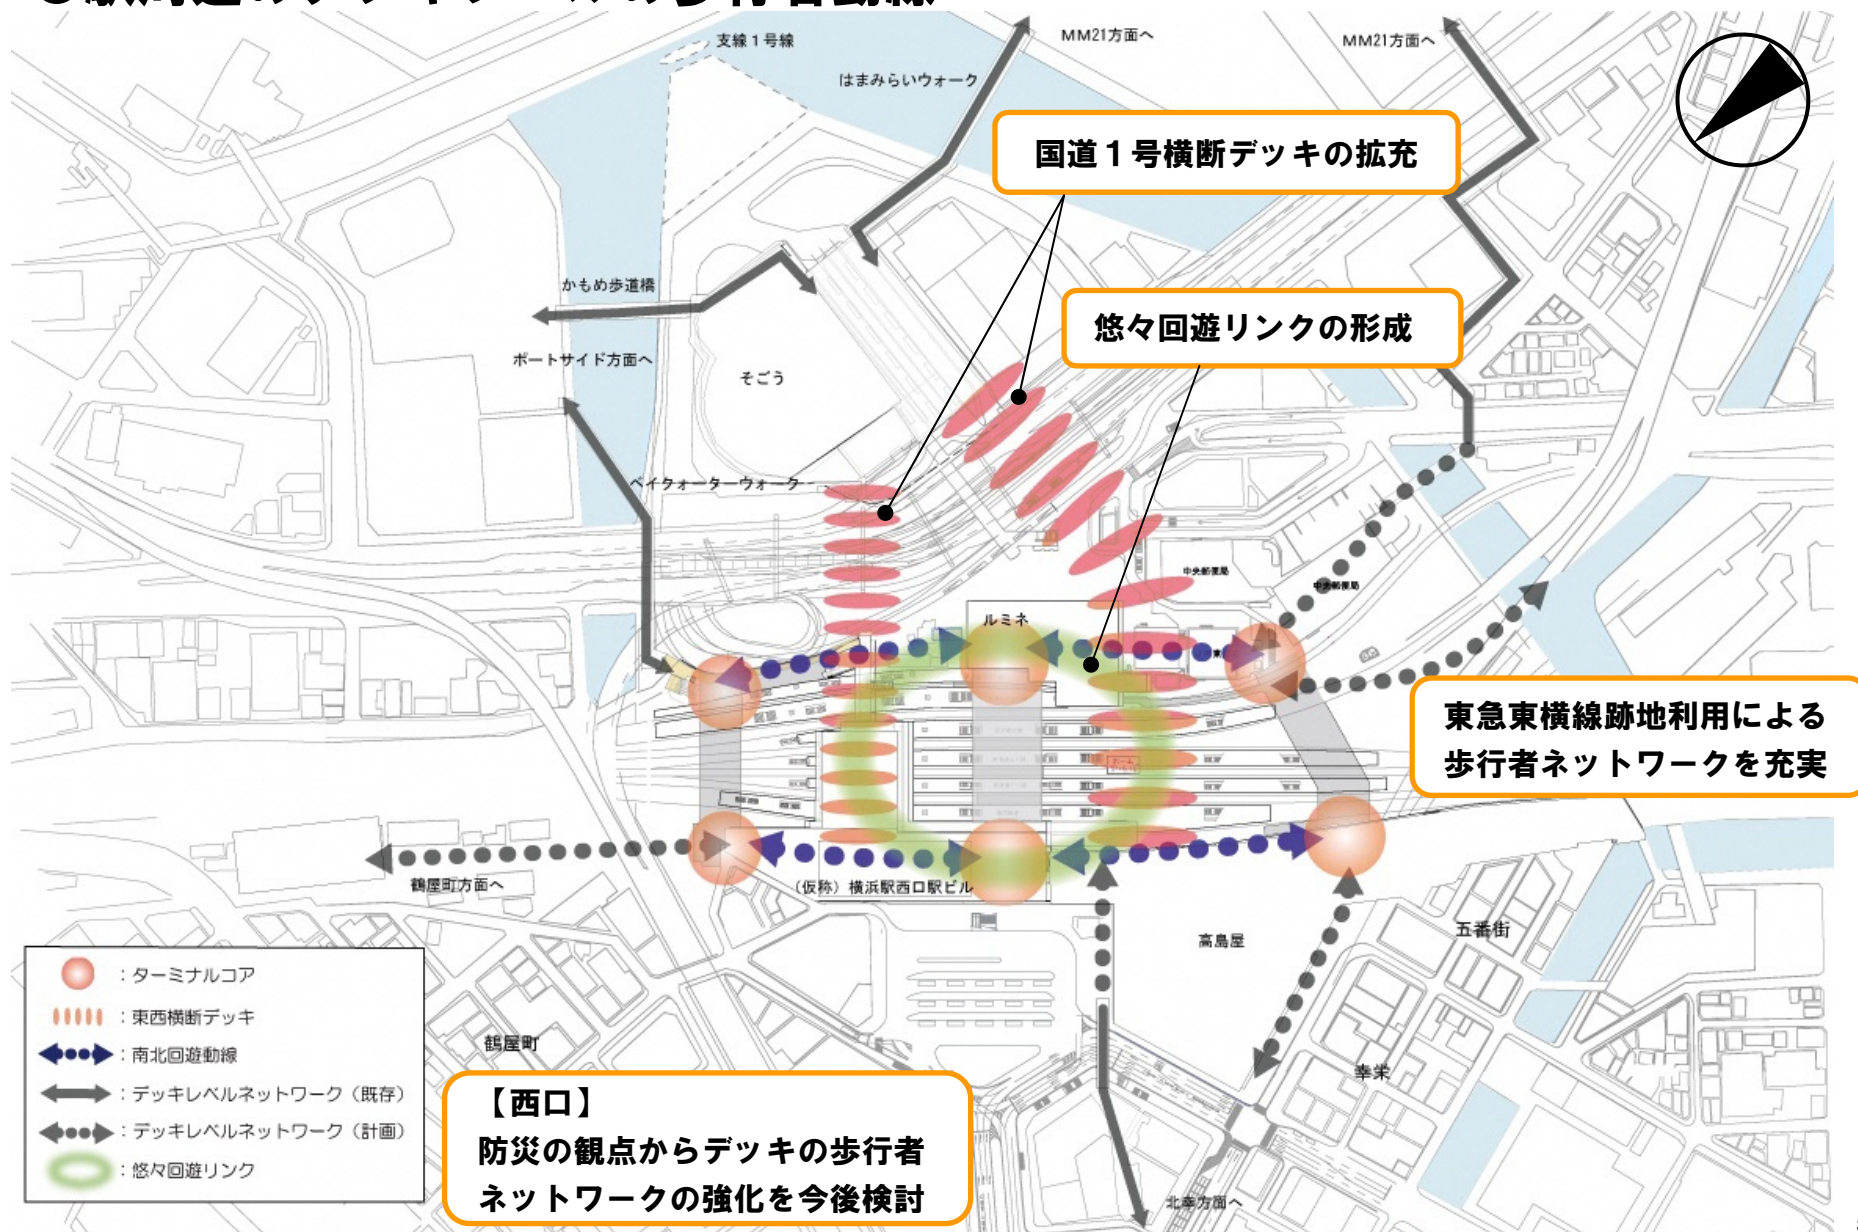 支線１号線
MM21方面へ
MM21方面へ
はまみらいウォーク
国道１号横断デッキの拡充
かもめ歩道橋
悠々回遊リンクの形成
ポートサイド方面へ
そごう
ベイクォーターウォーク
中央郵便局
中央郵便局
ルミネ
東急東横線跡地利用による
歩行者ネットワークを充実
鶴屋町方面へ
（仮称）横浜駅西口駅ビル
高島屋
五番街
：ターミナルコア
：東西横断デッキ
：南北回遊動線
：デッキレベルネットワーク（既存）
：デッキレベルネットワーク（計画）
：悠々回遊リンク
鶴屋町
幸栄
【西口】
防災の観点からデッキの歩行者
ネットワークの強化を今後検討
北幸方面へ